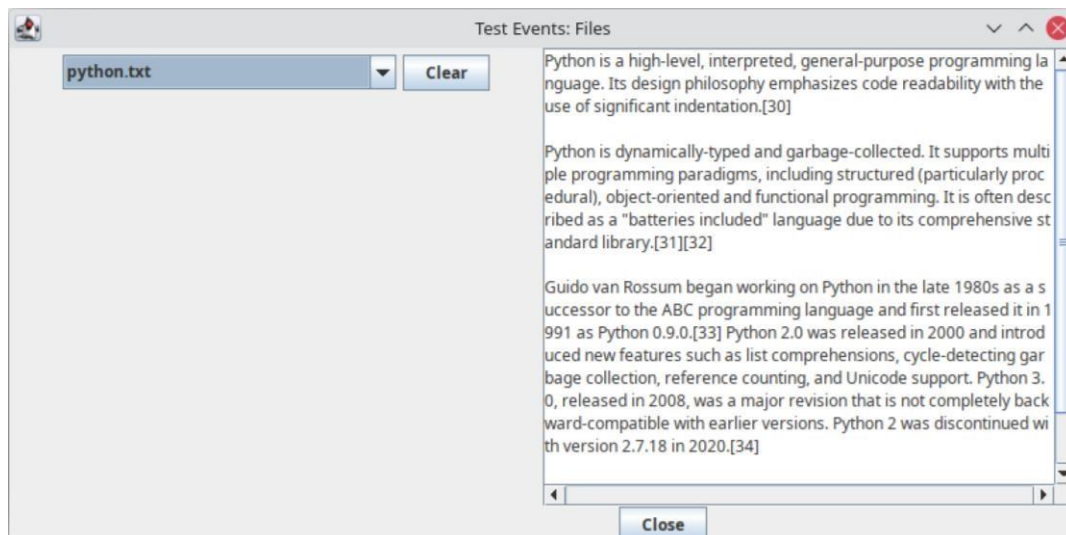 Test Events: Files
python.txt
Clear
Python is a high-level, interpreted, general-purpose programming la
nguage. Its design philosophy emphasizes code readability with the
use of significant indentation.[30]
Python is dynamically-typed and garbage-collected. It supports multi
ple programming paradigms, including structured (particularly proc
edural), object-oriented and functional programming. It is often desc
ribed as a "batteries included" language due to its comprehensive st
andard library.[31][32]
Guido van Rossum began working on Python in the late 1980s as a s
uccessor to the ABC programming language and first released it in 1
991 as Python 0.9.0.[33] Python 2.0 was released in 2000 and introd
uced new features such as list comprehensions, cycle-detecting gar
bage collection, reference counting, and Unicode support. Python 3.
0, released in 2008, was a major revision that is not completely back
ward-compatible with earlier versions. Python 2 was discontinued wi
th version 2.7.18 in 2020.[34]
Close